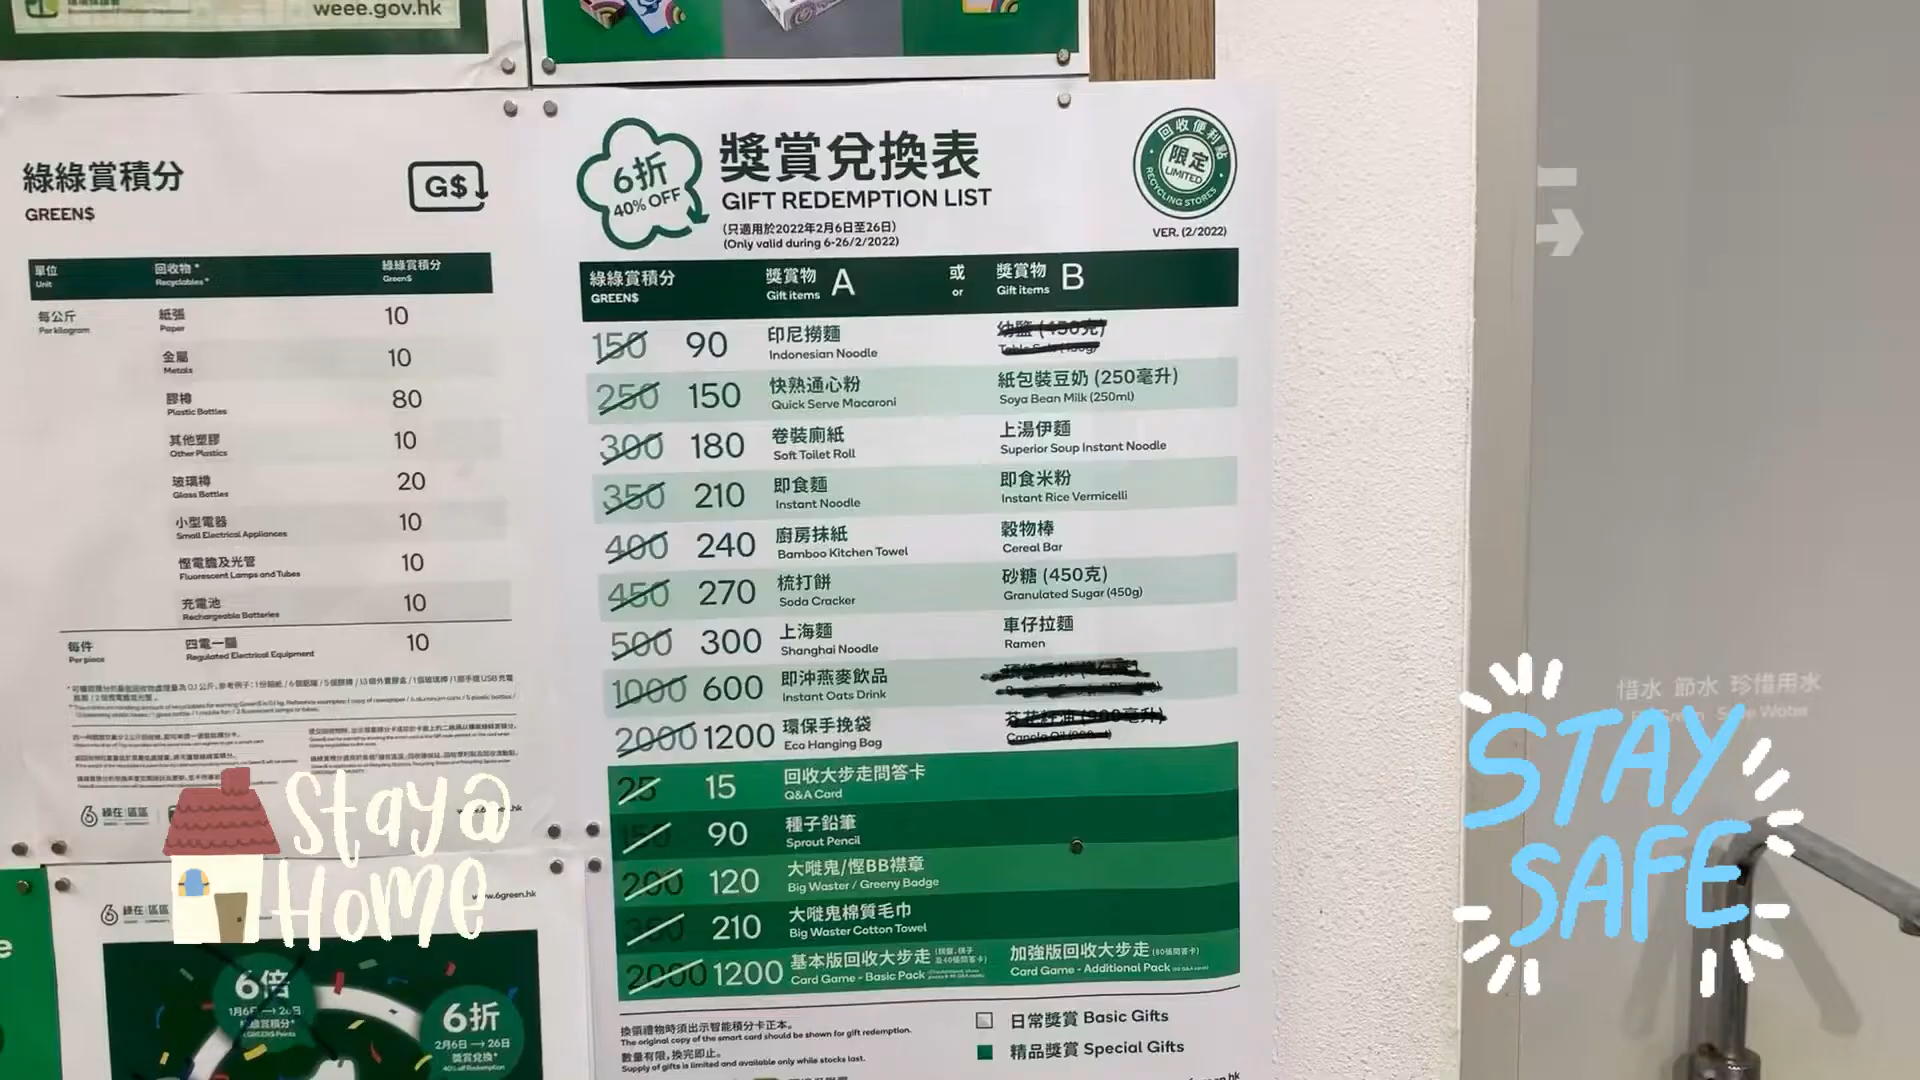 weee.gov.hk
綠綠賞積分
GREEN$
G$
單位
Unit
回收物*
Recyclables*
綠綠賞積分
Green$
每公斤
Per kilogram
紙張
Paper
10
金屬
Metals
10
膠樽
Plastic Bottles
80
其他塑膠
Other Plastics
10
玻璃樽
Glass Bottles
20
小型電器
Small Electrical Appliances
10
慳電膽及光管
Fluorescent Lamps and Tubes
10
充電池
Rechargeable Batteries
10
每件
Per piece
四電一腦
Regulated Electrical Equipment
10
綠在區區
Stay@
Home
www.6green.hk
綠在區區
6倍
1月6日
6折
2月6日 → 26日
獎賞兌換*
40% off Redemption
6折
40% OFF
獎賞兌換表
GIFT REDEMPTION LIST
(只適用於2022年2月6日至26日)
(Only valid during 6-26/2/2022)
回收便利點
限定
LIMITED
RECYCLING STORES
VER. (2/2022)
綠綠賞積分
GREEN$
獎賞物
Gift items A
或
or
獎賞物
Gift items B
150 90 印尼撈麵
Indonesian Noodle
幼鹽 (450克)
250 150 快熟通心粉 紙包裝豆奶 (250毫升)
Quick Serve Macaroni Soya Bean Milk (250ml)
300 180 卷裝廁紙 上湯伊麵
Soft Toilet Roll Superior Soup Instant Noodle
350 210 即食麵 即食米粉
Instant Noodle Instant Rice Vermicelli
400 240 廚房抹紙 穀物棒
Bamboo Kitchen Towel Cereal Bar
450 270 梳打餅 砂糖 (450克)
Soda Cracker Granulated Sugar (450g)
500 300 上海麵 車仔拉麵
Shanghai Noodle Ramen
1000 600 即沖燕麥飲品
Instant Oats Drink
2000 1200 環保手挽袋
Eco Hanging Bag
25 15 回收大步走問答卡
Q&A Card
150 90 種子鉛筆
Sprout Pencil
200 120 大嘥鬼/慳BB襟章
Big Waster / Greeny Badge
350 210 大嘥鬼棉質毛巾
Big Waster Cotton Towel
2000 1200 基本版回收大步走 加強版回收大步走 (80張問答卡)
Card Game - Basic Pack Card Game - Additional Pack
換領禮物時須出示智能積分卡正本。
The original copy of the smart card should be shown for gift redemption.
數量有限，換完即止。
Supply of gifts is limited and available only while stocks last.
日常獎賞 Basic Gifts
精品獎賞 Special Gifts
惜水 節水 珍惜用水
STAY
SAFE